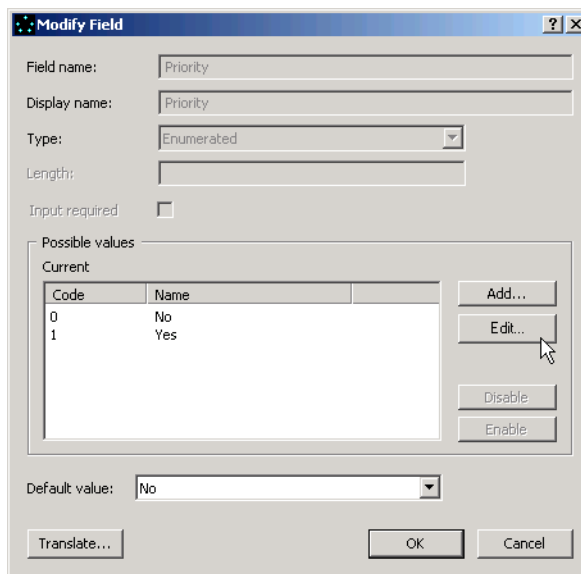 Modify Field
Field name: Priority
Display name: Priority
Type: Enumerated
Length:
Input required
Possible values
Current
Code Name
0 No
1 Yes
Add...
Edit...
Disable
Enable
Default value: No
Translate... OK Cancel